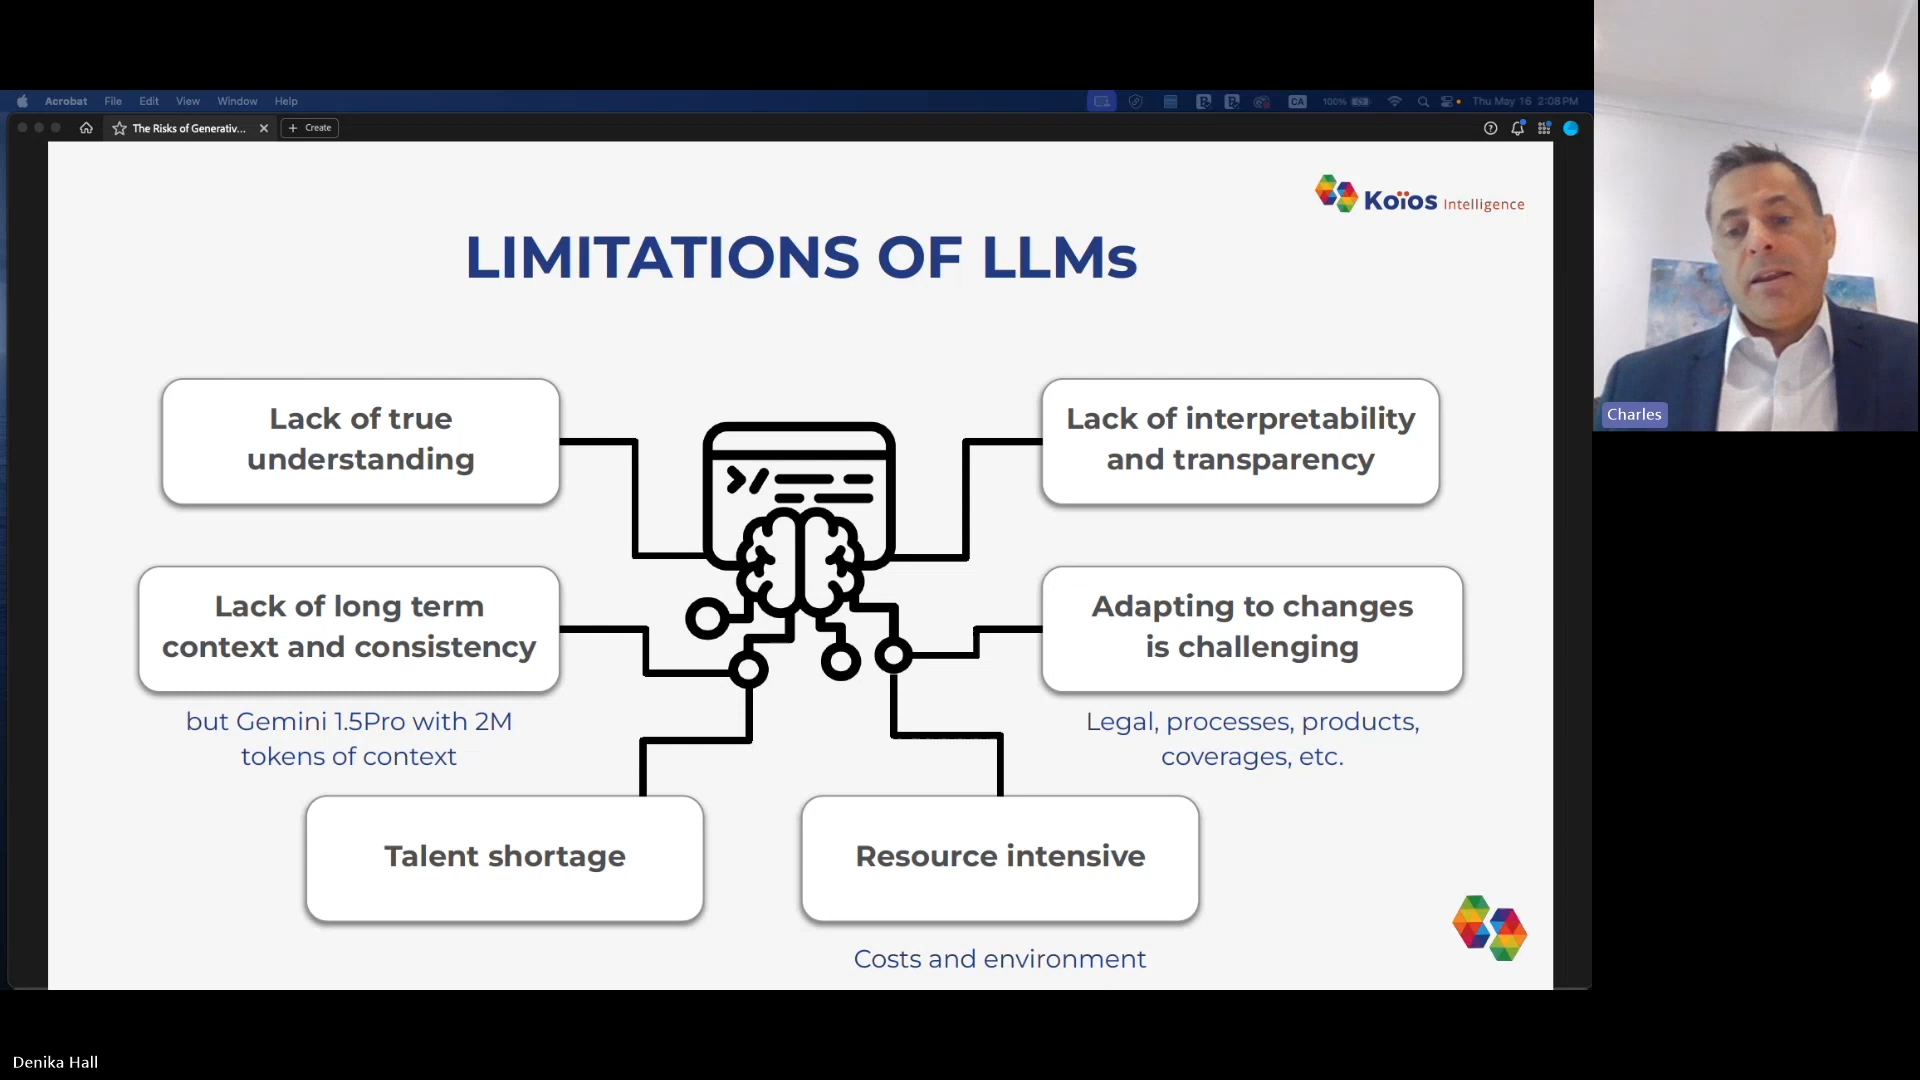 Acrobat File Edit View Window Help
CA 100% Thu May 16 2:08 PM
The Risks of Generativ... Create
Koïos Intelligence
LIMITATIONS OF LLMs
Lack of true
understanding
Lack of interpretability
and transparency
Lack of long term
context and consistency
but Gemini 1.5Pro with 2M
tokens of context
Adapting to changes
is challenging
Legal, processes, products,
coverages, etc.
Talent shortage
Resource intensive
Costs and environment
Charles
Denika Hall